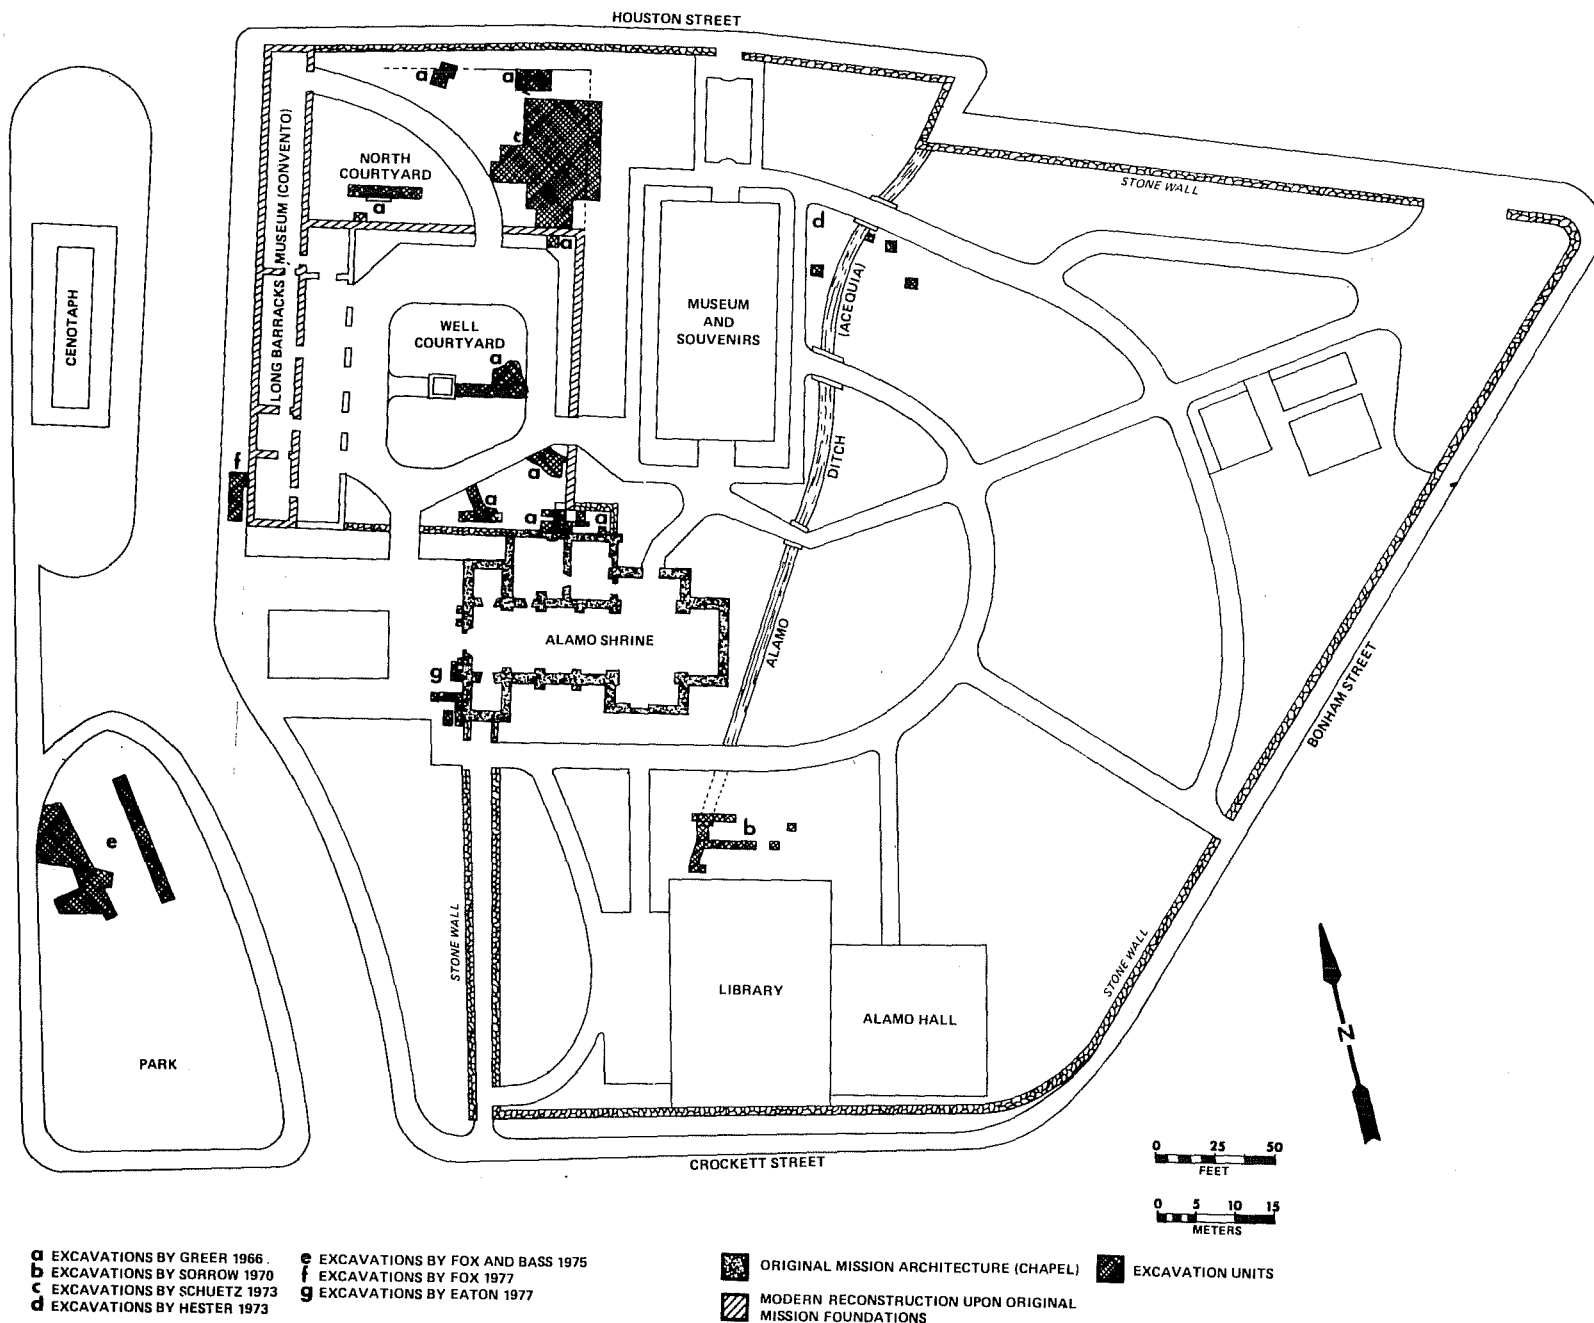 HOUSTON STREET
a
a
c
NORTH
COURTYARD
a
a
STONE WALL
d
LONG BARRACKS MUSEUM (CONVENTO)
CENOTAPH
WELL
COURTYARD
a
MUSEUM
AND
SOUVENIRS
(ACEQUIA)
DITCH
ALAMO
f
a
a
a
a
ALAMO SHRINE
g
BONHAM STREET
e
b
STONE WALL
STONE WALL
LIBRARY
ALAMO HALL
PARK
N
CROCKETT STREET
0 25 50
FEET
0 5 10 15
METERS
a EXCAVATIONS BY GREER 1966.
b EXCAVATIONS BY SORROW 1970
c EXCAVATIONS BY SCHUETZ 1973
d EXCAVATIONS BY HESTER 1973
e EXCAVATIONS BY FOX AND BASS 1975
f EXCAVATIONS BY FOX 1977
g EXCAVATIONS BY EATON 1977
ORIGINAL MISSION ARCHITECTURE (CHAPEL)
EXCAVATION UNITS
MODERN RECONSTRUCTION UPON ORIGINAL
MISSION FOUNDATIONS